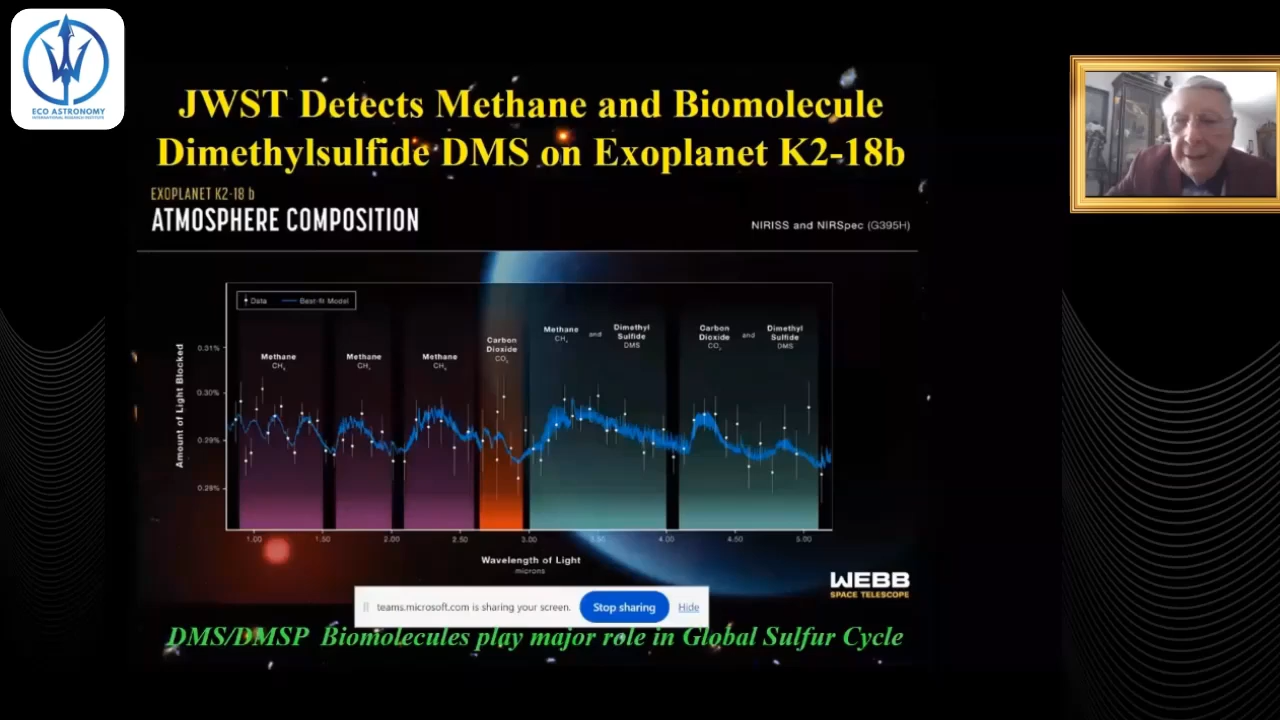 ECO ASTRONOMY
INTERNATIONAL RESEARCH INSTITUTE
JWST Detects Methane and Biomolecule
Dimethylsulfide DMS on Exoplanet K2-18b
EXOPLANET K2-18 b
ATMOSPHERE COMPOSITION
NIRISS and NIRSpec (G395H)
Data
Best-fit Model
Amount of Light Blocked
0.31%
0.30%
0.29%
0.28%
Methane
CH₄
Methane
CH₄
Methane
CH₄
Carbon
Dioxide
CO₂
Methane and Dimethyl
CH₄ Sulfide
DMS
Carbon and Dimethyl
Dioxide Sulfide
CO₂ DMS
1.00 1.50 2.00 2.50 3.00 3.50 4.00 4.50 5.00
Wavelength of Light
microns
WEBB
SPACE TELESCOPE
teams.microsoft.com is sharing your screen. Stop sharing Hide
DMS/DMSP Biomolecules play major role in Global Sulfur Cycle